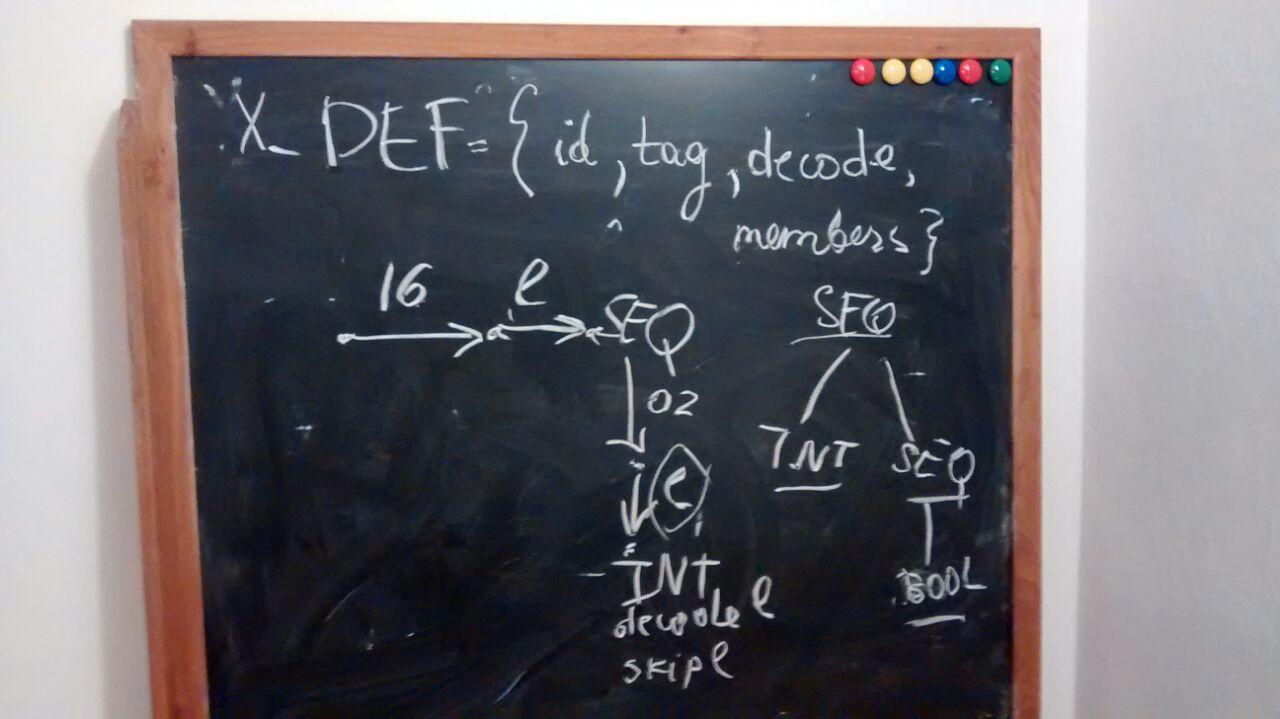 X_DEF={id, tag, decode,
members}
16 l SEQ
02
l
INT
decode l
skip l
SEQ
INT SEQ
BOOL